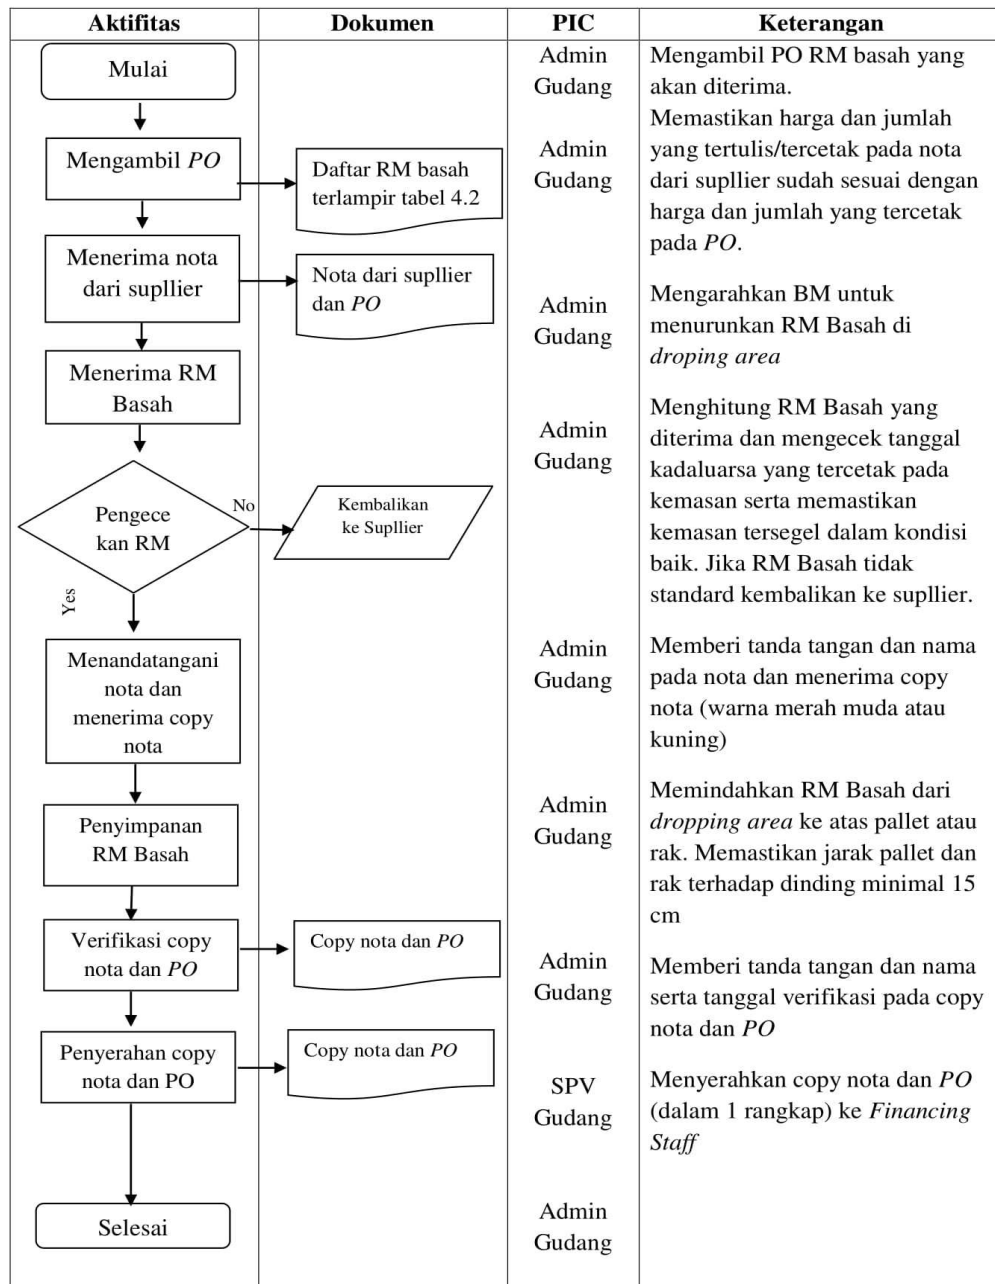 Aktifitas
Dokumen
PIC
Keterangan
Mulai
Admin
Gudang
Mengambil PO RM basah yang
akan diterima.
Mengambil PO
Daftar RM basah
terlampir tabel 4.2
Admin
Gudang
Memastikan harga dan jumlah
yang tertulis/tercetak pada nota
dari supllier sudah sesuai dengan
harga dan jumlah yang tercetak
pada PO.
Menerima nota
dari supllier
Nota dari supllier
dan PO
Admin
Gudang
Mengarahkan BM untuk
menurunkan RM Basah di
droping area
Menerima RM
Basah
Admin
Gudang
Menghitung RM Basah yang
diterima dan mengecek tanggal
kadaluarsa yang tercetak pada
kemasan serta memastikan
kemasan tersegel dalam kondisi
baik. Jika RM Basah tidak
standard kembalikan ke supllier.
Pengece
kan RM
No
Kembalikan
ke Supllier
Yes
Menandatangani
nota dan
menerima copy
nota
Admin
Gudang
Memberi tanda tangan dan nama
pada nota dan menerima copy
nota (warna merah muda atau
kuning)
Penyimpanan
RM Basah
Admin
Gudang
Memindahkan RM Basah dari
dropping area ke atas pallet atau
rak. Memastikan jarak pallet dan
rak terhadap dinding minimal 15
cm
Verifikasi copy
nota dan PO
Copy nota dan PO
Admin
Gudang
Memberi tanda tangan dan nama
serta tanggal verifikasi pada copy
nota dan PO
Penyerahan copy
nota dan PO
Copy nota dan PO
SPV
Gudang
Menyerahkan copy nota dan PO
(dalam 1 rangkap) ke Financing
Staff
Selesai
Admin
Gudang